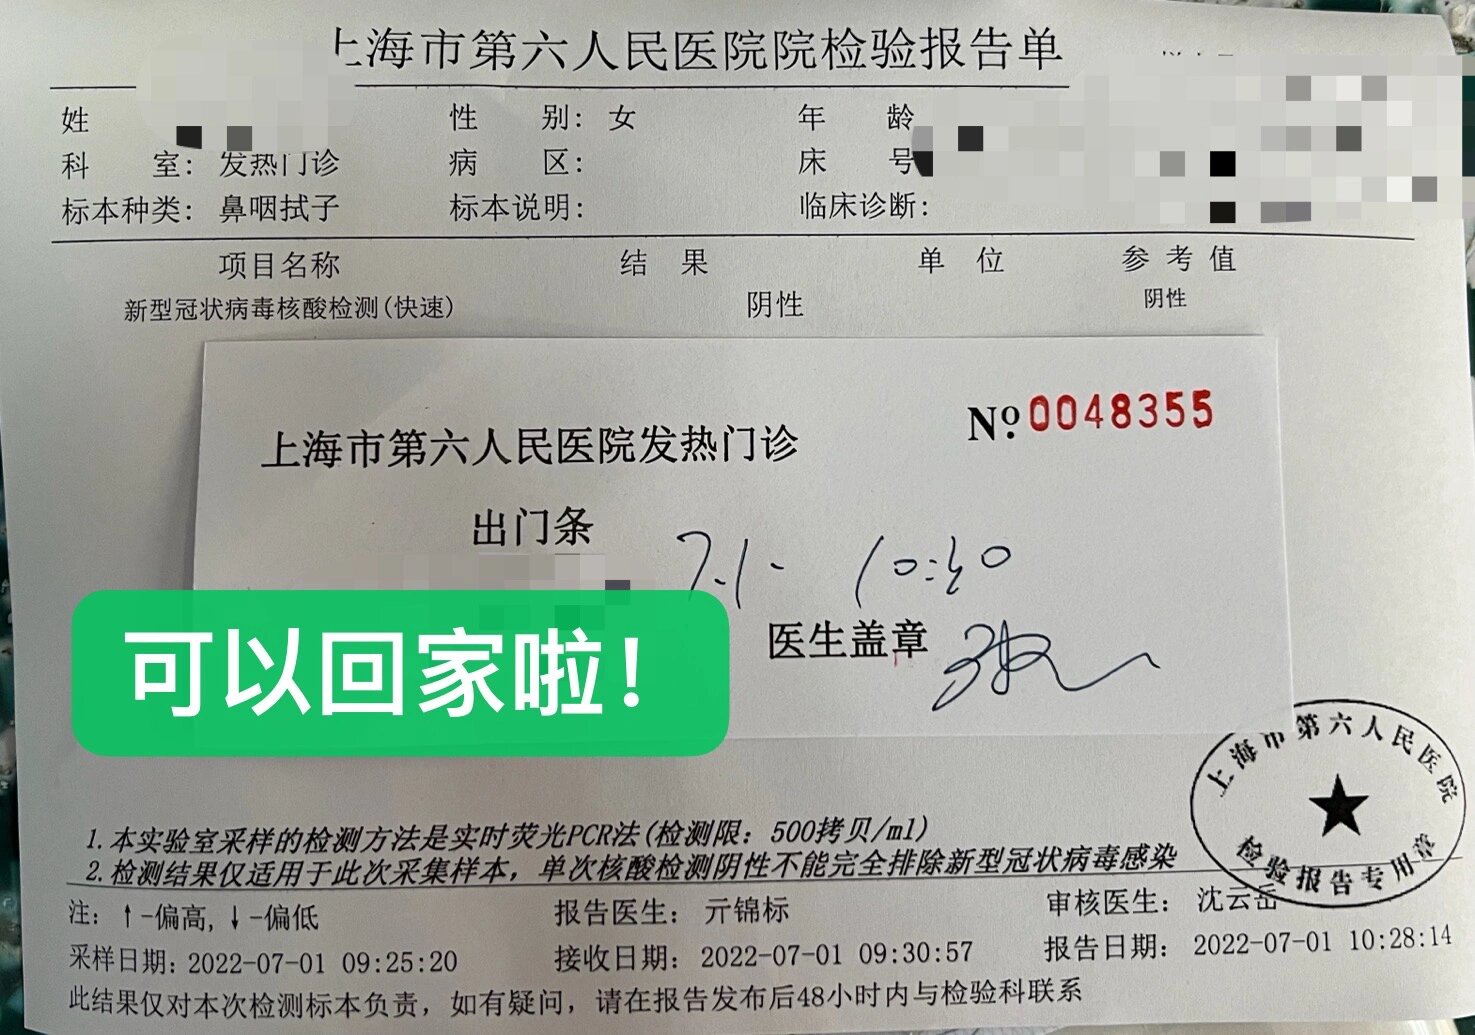 上海市第六人民医院院检验报告单
姓
性 别: 女
年 龄
科 室: 发热门诊
病 区:
床 号
标本种类: 鼻咽拭子
标本说明:
临床诊断:
项目名称 结 果 单 位 参 考 值
新型冠状病毒核酸检测(快速) 阴性 阴性
№ 0048355
上海市第六人民医院发热门诊
出门条
7.1. 10:30
医生盖章
可以回家啦！
上海市第六人民医院
检验报告专用章
1.本实验室采样的检测方法是实时荧光PCR法(检测限：500拷贝/ml)
2.检测结果仅适用于此次采集样本，单次核酸检测阴性不能完全排除新型冠状病毒感染
注: ↑-偏高,↓-偏低
报告医生: 亓锦标
审核医生: 沈云岳
采样日期: 2022-07-01 09:25:20
接收日期: 2022-07-01 09:30:57
报告日期: 2022-07-01 10:28:14
此结果仅对本次检测标本负责，如有疑问，请在报告发布后48小时内与检验科联系